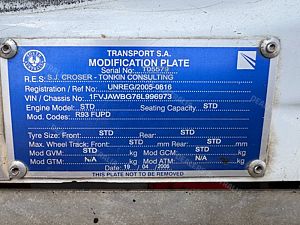 TRANSPORT S.A.
MODIFICATION PLATE
Serial No:
R.E.S: S.J. CROSER - TONKIN CONSULTING
Registration / Ref No: UNREG/2005-0816
VIN / Chassis 1FVJAWBG76L996973
Engine: STD Seating Capacity STD
Mod. Codes: R93 FUPD
Tyre Size: Front: STD Rear: STD
Max. Wheel Track: Front: STD mm Rear: STD mm
Mod GVM: STD kg Mod GCM: STD kg
Mod GTM: N/A kg Mod ATM: N/A kg
Date: 19 / 04 / 2006
THIS PLATE NOT TO BE REMOVED